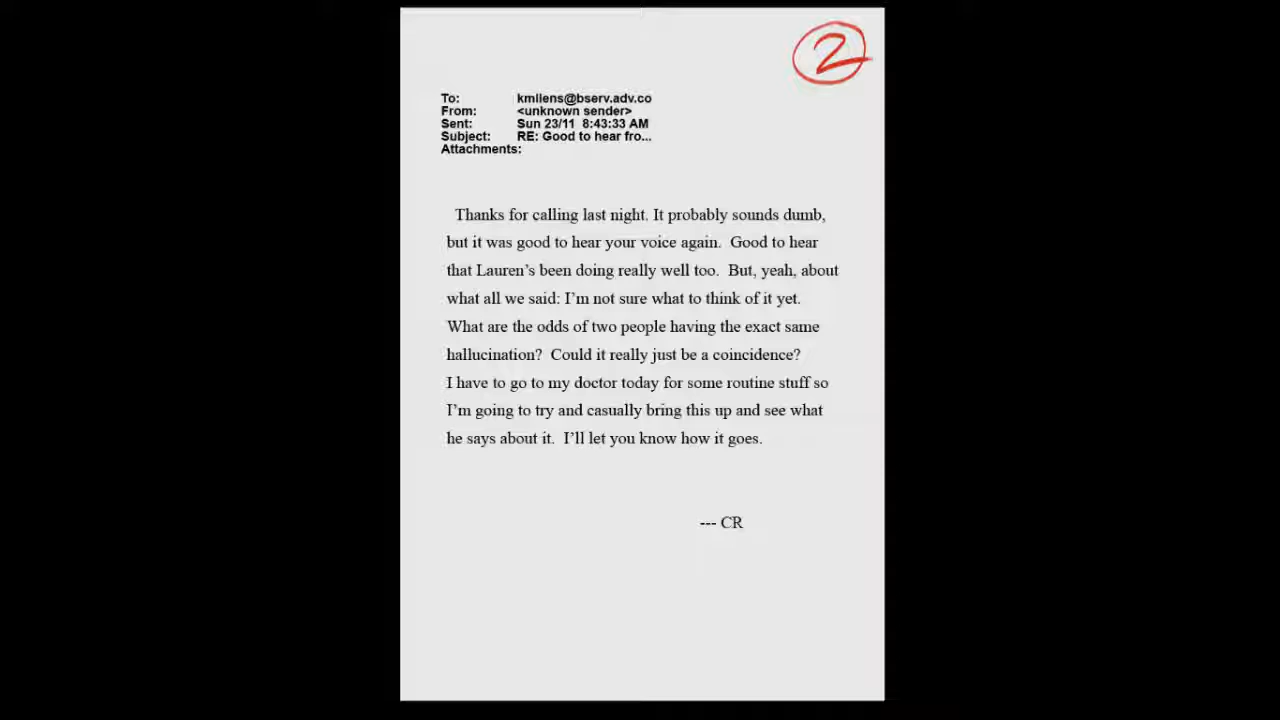 2
To: kmilens@bserv.adv.co
From: <unknown sender>
Sent: Sun 23/11 8:43:33 AM
Subject: RE: Good to hear fro...
Attachments:
Thanks for calling last night. It probably sounds dumb,
but it was good to hear your voice again. Good to hear
that Lauren’s been doing really well too. But, yeah, about
what all we said: I’m not sure what to think of it yet.
What are the odds of two people having the exact same
hallucination? Could it really just be a coincidence?
I have to go to my doctor today for some routine stuff so
I’m going to try and casually bring this up and see what
he says about it. I’ll let you know how it goes.
--- CR